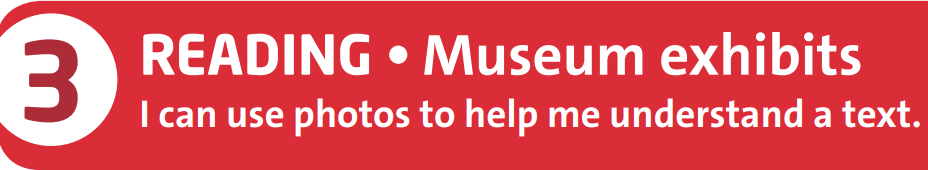 3
READING • Museum exhibits
I can use photos to help me understand a text.